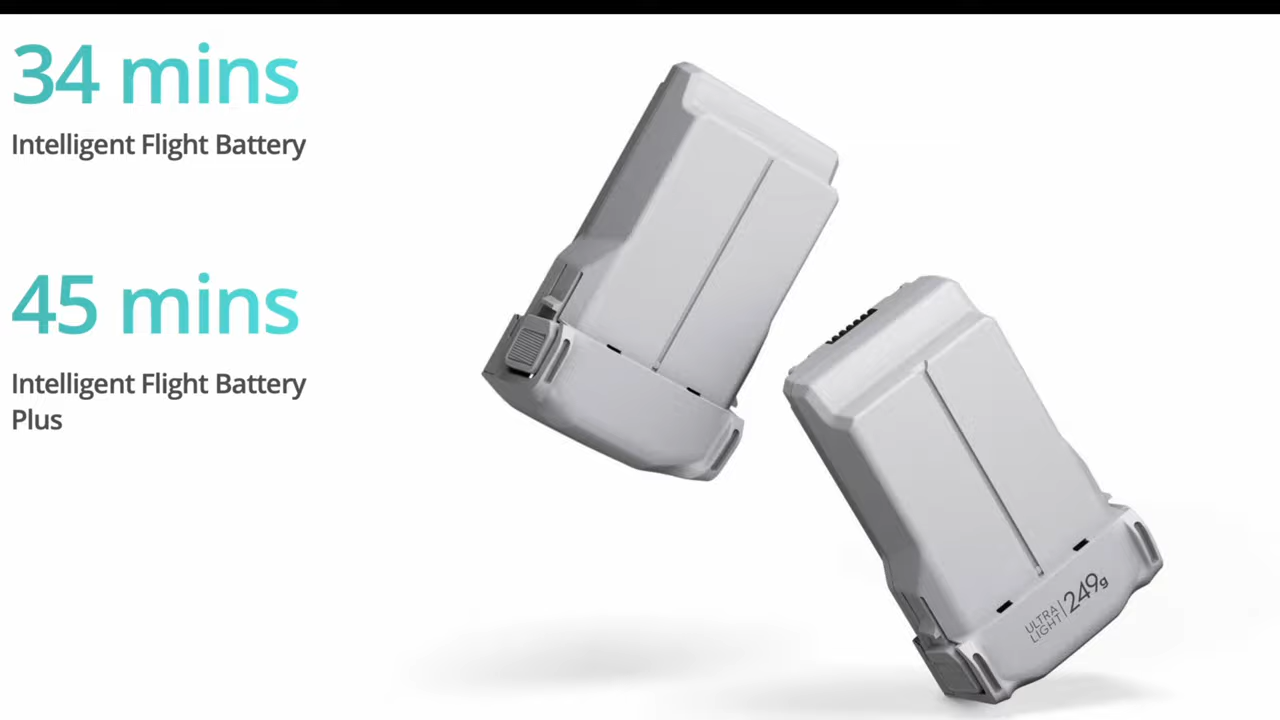 34 mins
Intelligent Flight Battery
45 mins
Intelligent Flight Battery
Plus
ULTRA
LIGHT
249g